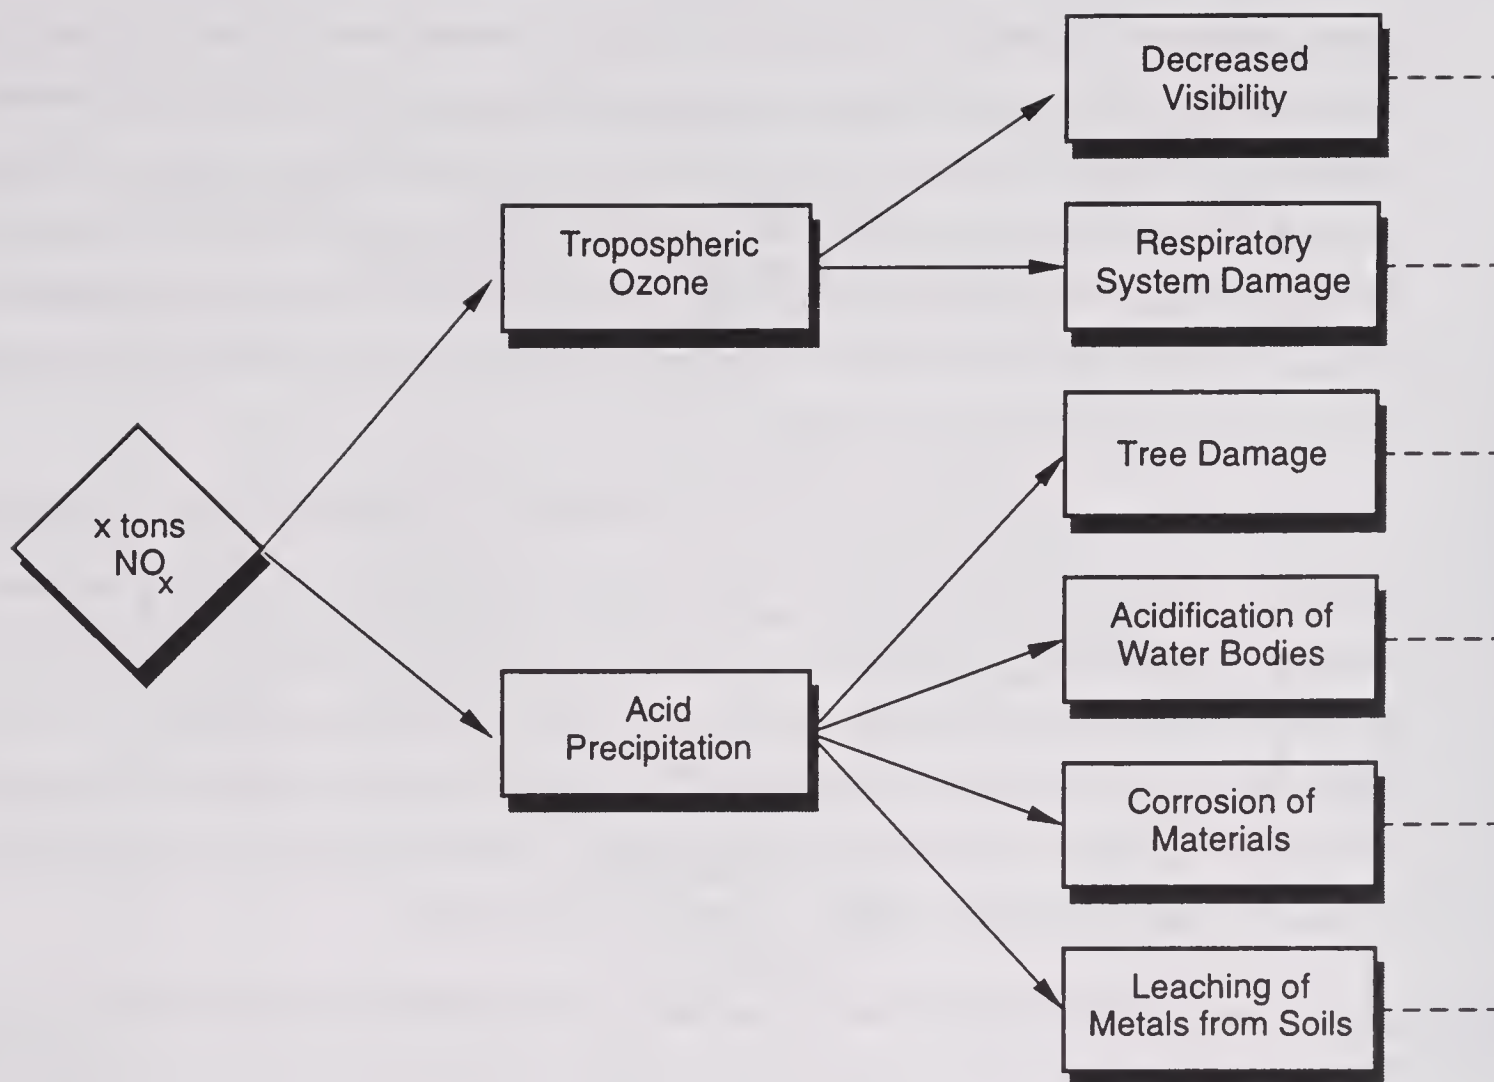 Decreased
Visibility
Tropospheric
Ozone
Respiratory
System Damage
Tree Damage
x tons
NOx
Acidification of
Water Bodies
Acid
Precipitation
Corrosion of
Materials
Leaching of
Metals from Soils